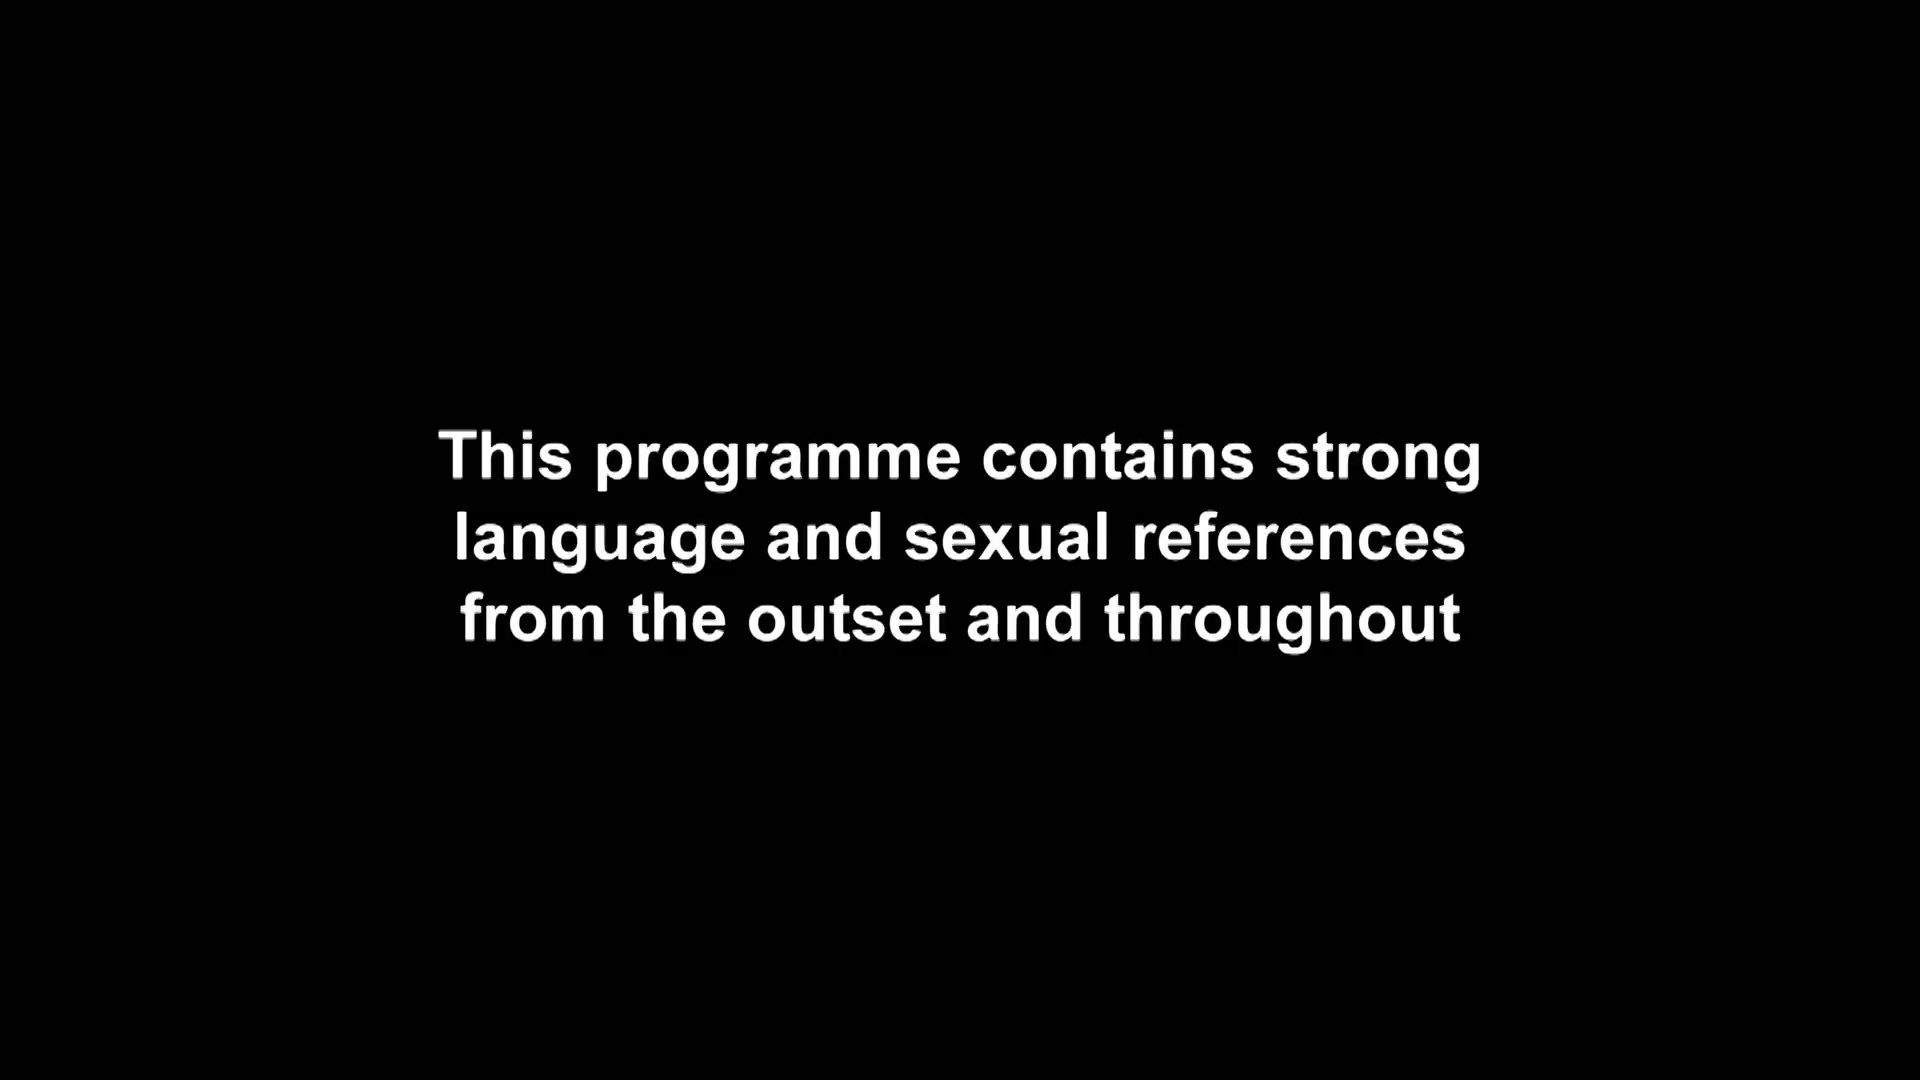 This programme contains strong
language and sexual references
from the outset and throughout